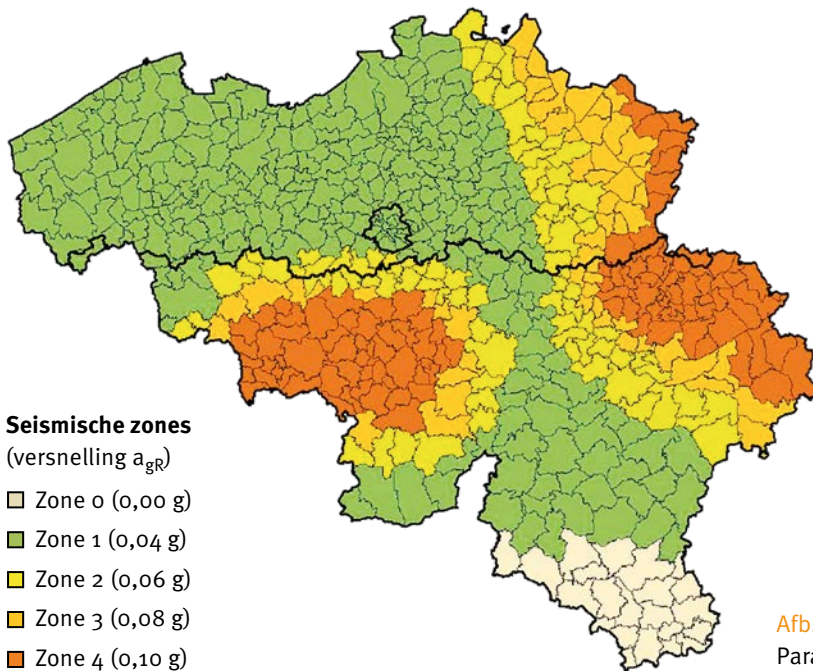 Seismische zones
(versnelling agR)
Zone 0 (0,00 g)
Zone 1 (0,04 g)
Zone 2 (0,06 g)
Zone 3 (0,08 g)
Zone 4 (0,10 g)
Afb
Para